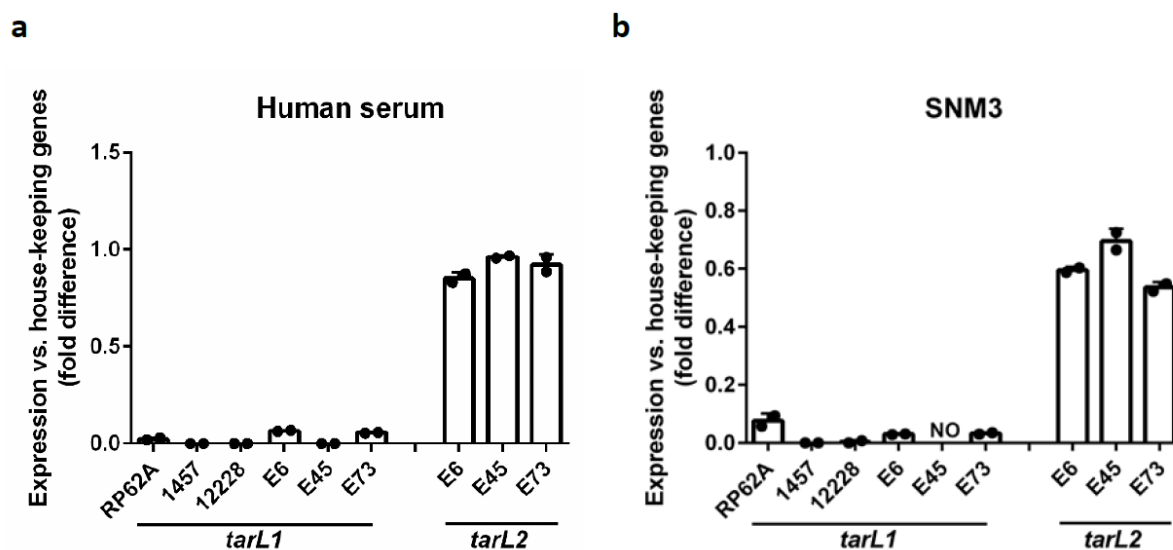 a
Human serum
Expression vs. house-keeping genes
(fold difference)
1.5
1.0
0.5
0.0
RP62A
1457
12228
E6
E45
E73
E6
E45
E73
tarL1
tarL2
b
SNM3
Expression vs. house-keeping genes
(fold difference)
1.0
0.8
0.6
0.4
0.2
0.0
NO
RP62A
1457
12228
E6
E45
E73
E6
E45
E73
tarL1
tarL2